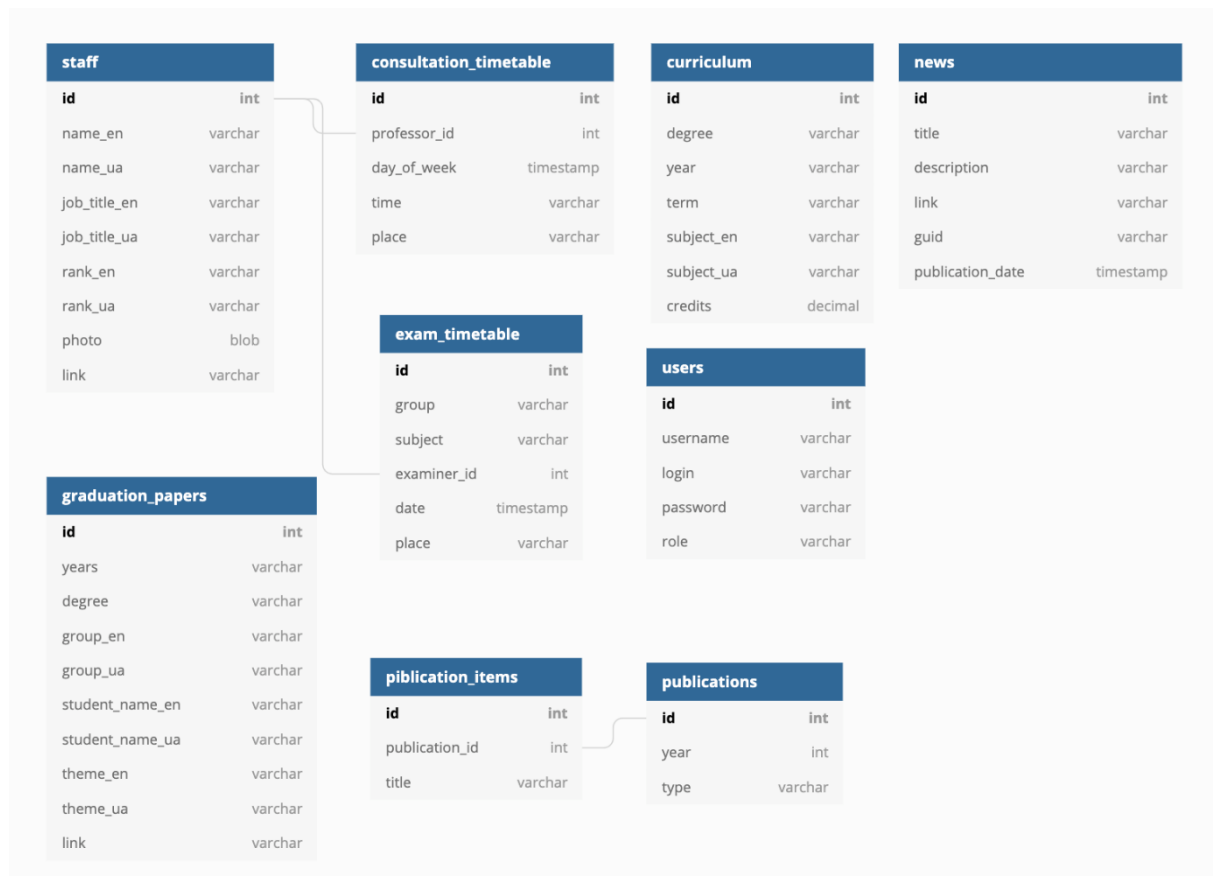 staff
id int
name_en varchar
name_ua varchar
job_title_en varchar
job_title_ua varchar
rank_en varchar
rank_ua varchar
photo blob
link varchar
consultation_timetable
id int
professor_id int
day_of_week timestamp
time varchar
place varchar
curriculum
id int
degree varchar
year varchar
term varchar
subject_en varchar
subject_ua varchar
credits decimal
news
id int
title varchar
description varchar
link varchar
guid varchar
publication_date timestamp
exam_timetable
id int
group varchar
subject varchar
examiner_id int
date timestamp
place varchar
users
id int
username varchar
login varchar
password varchar
role varchar
graduation_papers
id int
years varchar
degree varchar
group_en varchar
group_ua varchar
student_name_en varchar
student_name_ua varchar
theme_en varchar
theme_ua varchar
link varchar
piblication_items
id int
publication_id int
title varchar
publications
id int
year int
type varchar